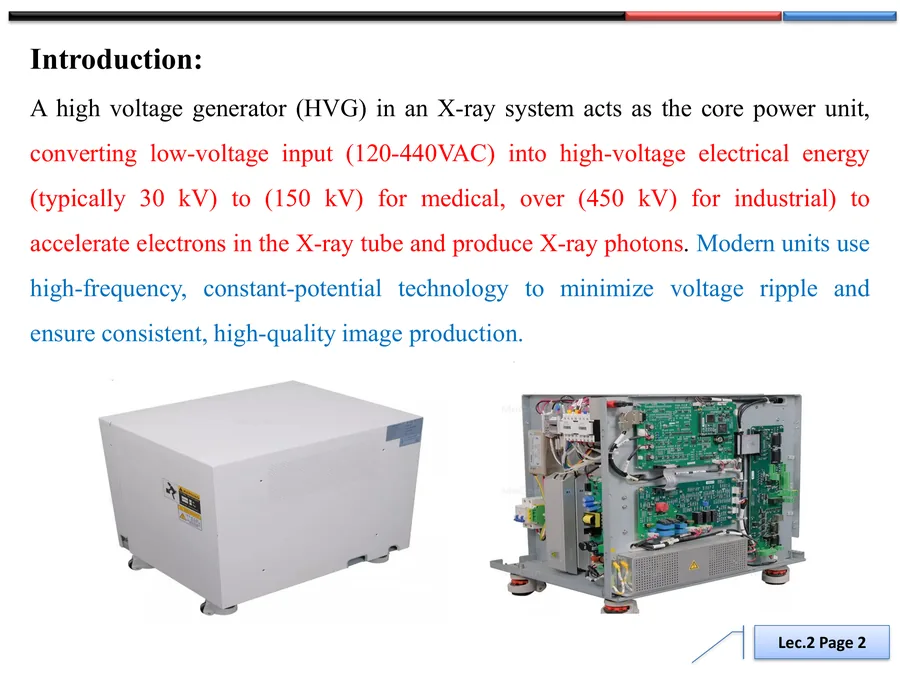 Introduction:
A high voltage generator (HVG) in an X-ray system acts as the core power unit,
converting low-voltage input (120-440VAC) into high-voltage electrical energy
(typically 30 kV) to (150 kV) for medical, over (450 kV) for industrial) to
accelerate electrons in the X-ray tube and produce X-ray photons. Modern units use
high-frequency, constant-potential technology to minimize voltage ripple and
ensure consistent, high-quality image production.
Lec.2 Page 2